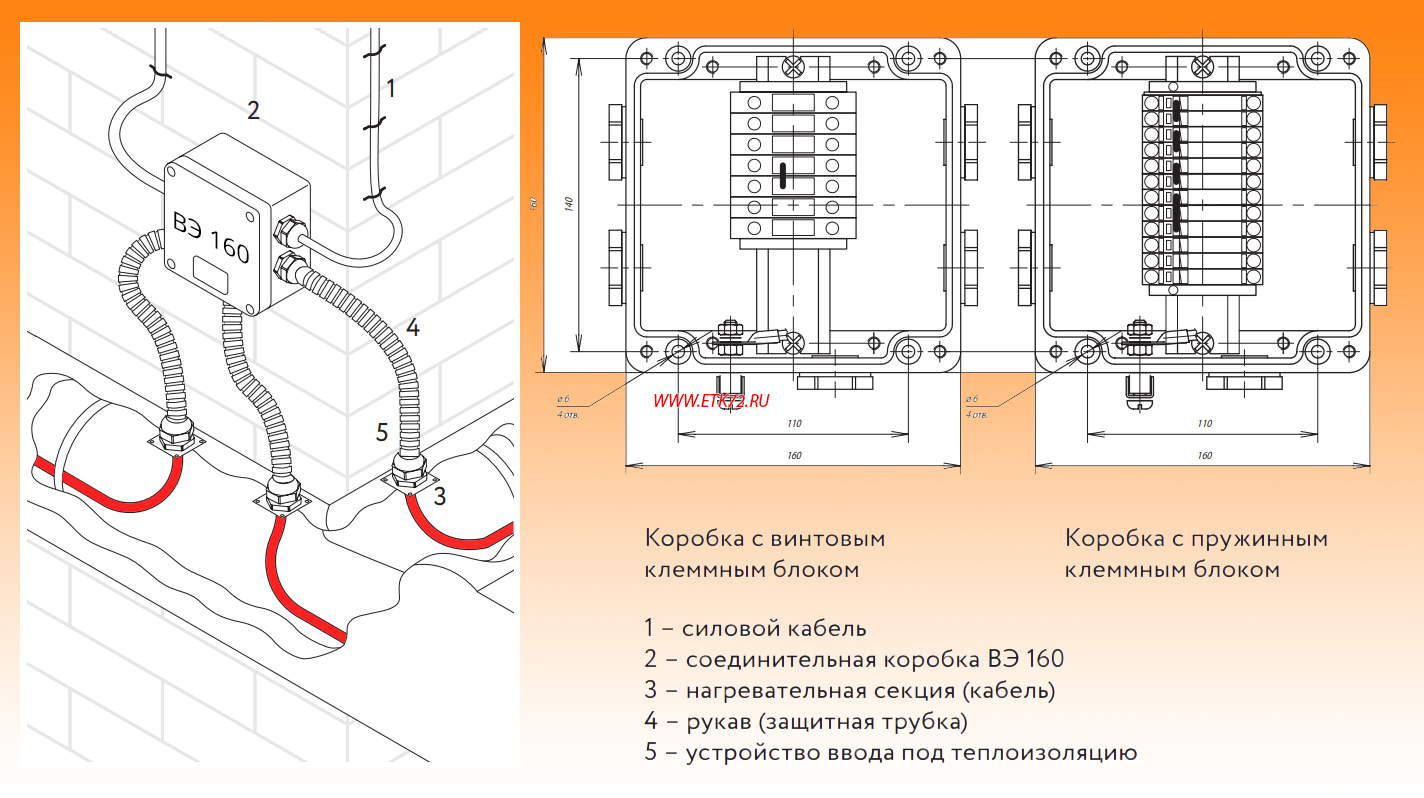 1
2
ВЭ 160
4
5
3
160
140
ø 6
4 отв.
WWW.ETK72.RU
110
160
ø 6
4 отв.
110
160
Коробка с винтовым
клеммным блоком
Коробка с пружинным
клеммным блоком
1 – силовой кабель
2 – соединительная коробка ВЭ 160
3 – нагревательная секция (кабель)
4 – рукав (защитная трубка)
5 – устройство ввода под теплоизоляцию